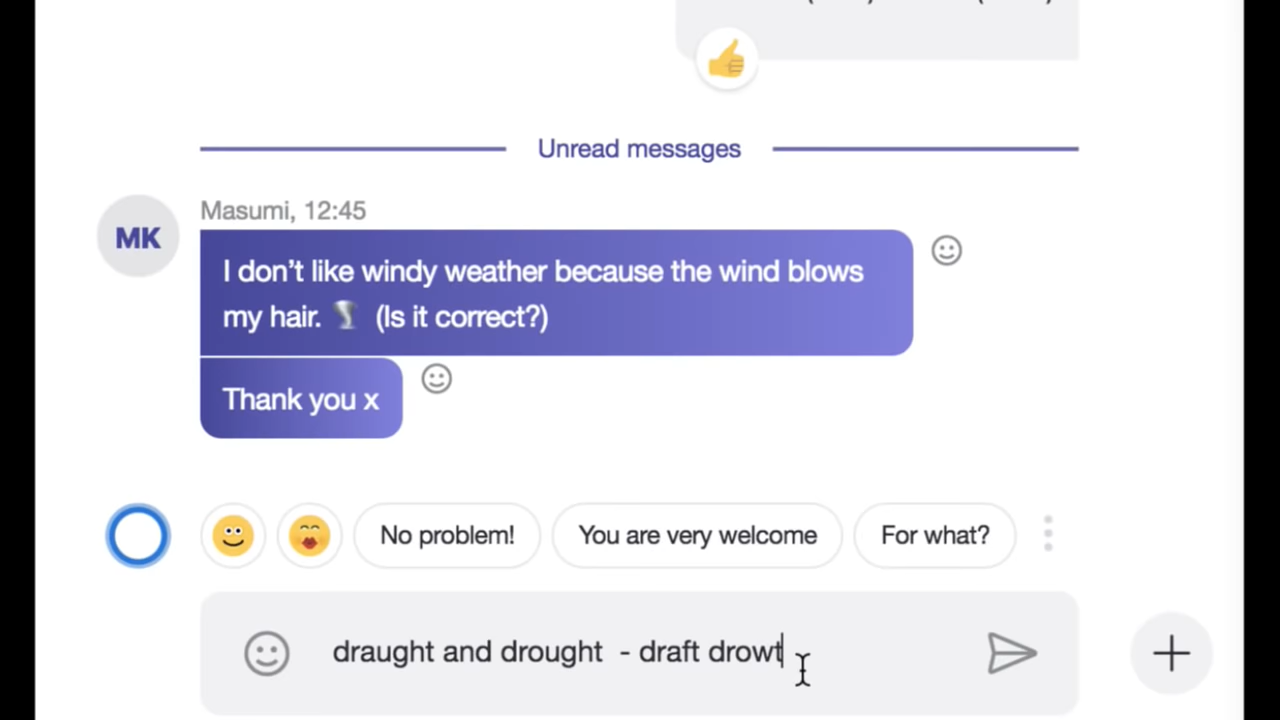 Unread messages
Masumi, 12:45
MK
I don't like windy weather because the wind blows
my hair. 🌪 (Is it correct?)
Thank you x
No problem!
You are very welcome
For what?
draught and drought - draft drowt